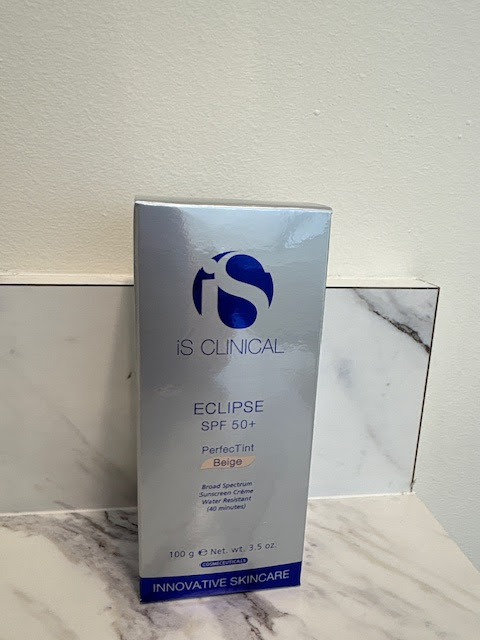 iS
iS CLINICAL
ECLIPSE
SPF 50+
PerfecTint
Beige
Broad Spectrum
Sunscreen Crème
Water Resistant
(40 minutes)
100 g ℮ Net. wt. 3.5 oz.
COSMECEUTICALS
INNOVATIVE SKINCARE